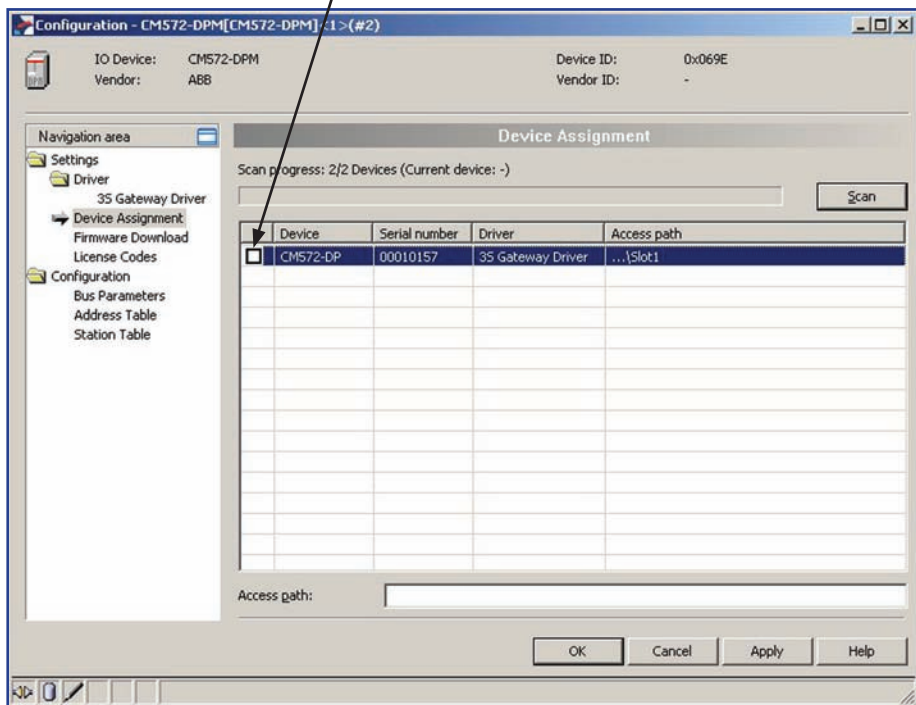 Configuration - CM572-DPM[CM572-DPM]<1>(#2)
IO Device: CM572-DPM Device ID: 0x069E
Vendor: ABB Vendor ID: -
Navigation area
Settings
Driver
3S Gateway Driver
Device Assignment
Firmware Download
License Codes
Configuration
Bus Parameters
Address Table
Station Table
Device Assignment
Scan progress: 2/2 Devices (Current device: -)
Scan
Device Serial number Driver Access path
CM572-DP 00010157 3S Gateway Driver ...\Slot1
Access path:
OK Cancel Apply Help